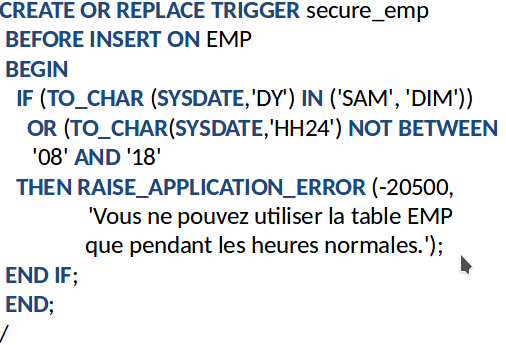 CREATE OR REPLACE TRIGGER secure_emp
BEFORE INSERT ON EMP
BEGIN
IF (TO_CHAR (SYSDATE,'DY') IN ('SAM', 'DIM'))
OR (TO_CHAR(SYSDATE,'HH24') NOT BETWEEN
'08' AND '18'
THEN RAISE_APPLICATION_ERROR (-20500,
'Vous ne pouvez utiliser la table EMP
que pendant les heures normales.');
END IF;
END;
/